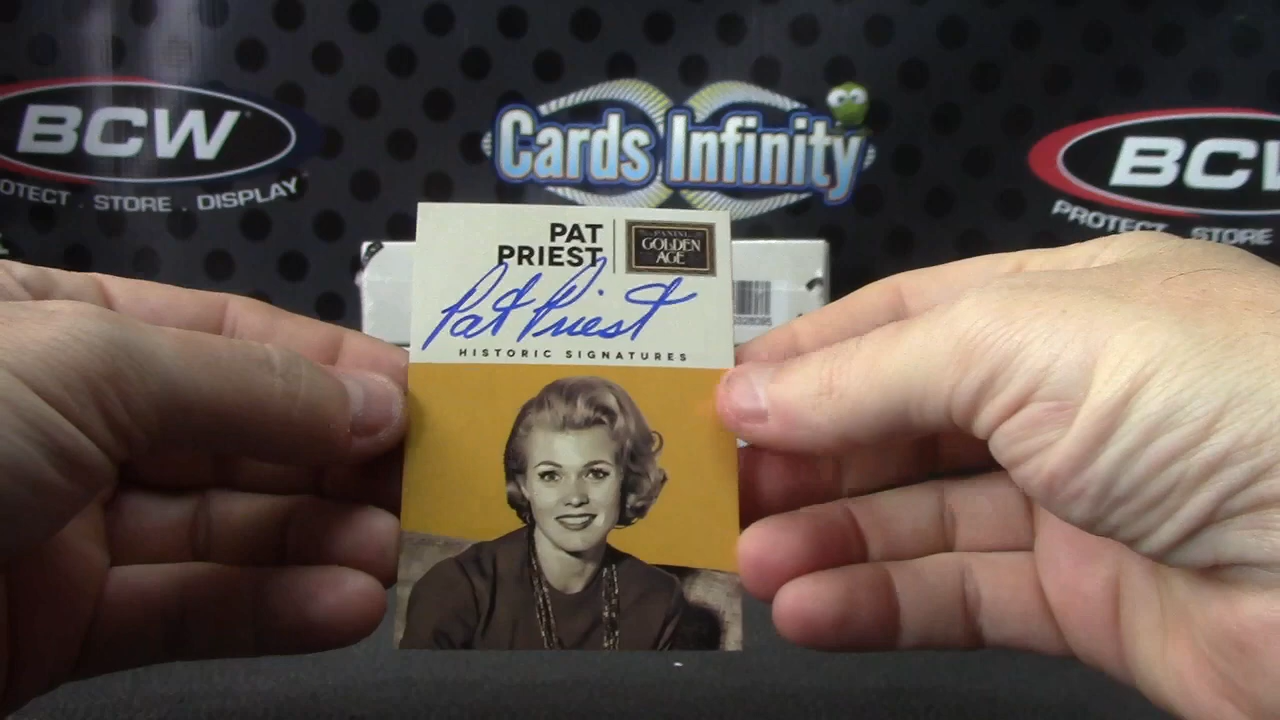 BCW
PROTECT . STORE . DISPLAY
Cards Infinity
BCW
PROTECT STORE
PAT
PRIEST
PANINI
GOLDEN
AGE
Pat Priest
HISTORIC SIGNATURES